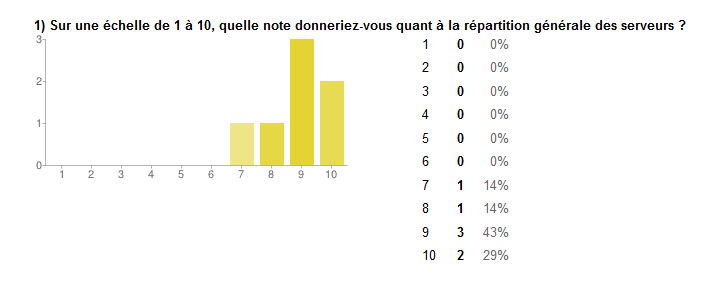 1) Sur une échelle de 1 à 10, quelle note donneriez-vous quant à la répartition générale des serveurs ?
3
2
1
0
1 2 3 4 5 6 7 8 9 10
1 0 0%
2 0 0%
3 0 0%
4 0 0%
5 0 0%
6 0 0%
7 1 14%
8 1 14%
9 3 43%
10 2 29%